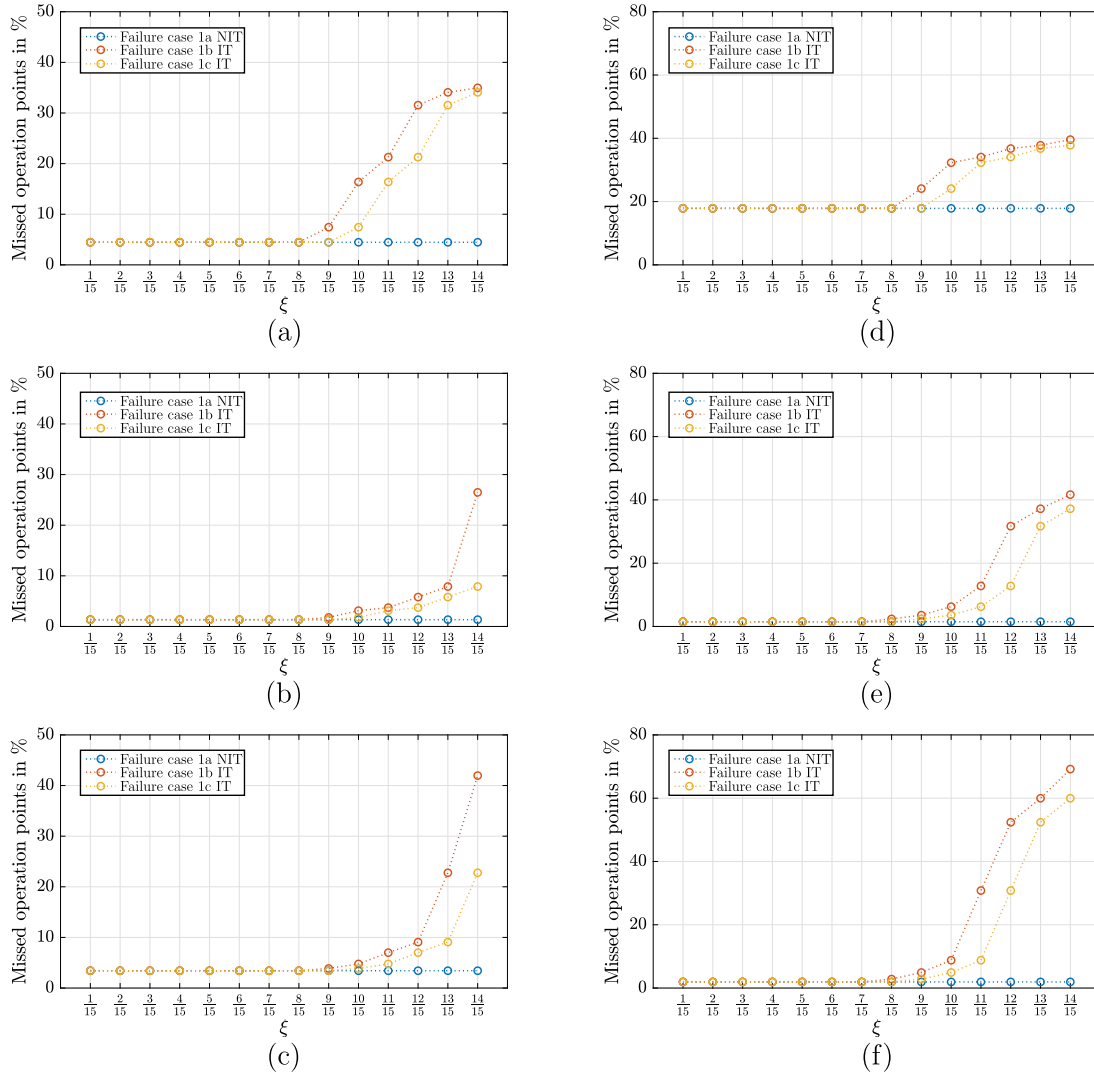 Missed operation points in %
50
40
30
20
10
0
Failure case 1a NIT
Failure case 1b IT
Failure case 1c IT
1/15 2/15 3/15 4/15 5/15 6/15 7/15 8/15 9/15 10/15 11/15 12/15 13/15 14/15
ξ
(a)
Missed operation points in %
80
60
40
20
0
Failure case 1a NIT
Failure case 1b IT
Failure case 1c IT
1/15 2/15 3/15 4/15 5/15 6/15 7/15 8/15 9/15 10/15 11/15 12/15 13/15 14/15
ξ
(d)
Missed operation points in %
50
40
30
20
10
0
Failure case 1a NIT
Failure case 1b IT
Failure case 1c IT
1/15 2/15 3/15 4/15 5/15 6/15 7/15 8/15 9/15 10/15 11/15 12/15 13/15 14/15
ξ
(b)
Missed operation points in %
80
60
40
20
0
Failure case 1a NIT
Failure case 1b IT
Failure case 1c IT
1/15 2/15 3/15 4/15 5/15 6/15 7/15 8/15 9/15 10/15 11/15 12/15 13/15 14/15
ξ
(e)
Missed operation points in %
50
40
30
20
10
0
Failure case 1a NIT
Failure case 1b IT
Failure case 1c IT
1/15 2/15 3/15 4/15 5/15 6/15 7/15 8/15 9/15 10/15 11/15 12/15 13/15 14/15
ξ
(c)
Missed operation points in %
80
60
40
20
0
Failure case 1a NIT
Failure case 1b IT
Failure case 1c IT
1/15 2/15 3/15 4/15 5/15 6/15 7/15 8/15 9/15 10/15 11/15 12/15 13/15 14/15
ξ
(f)